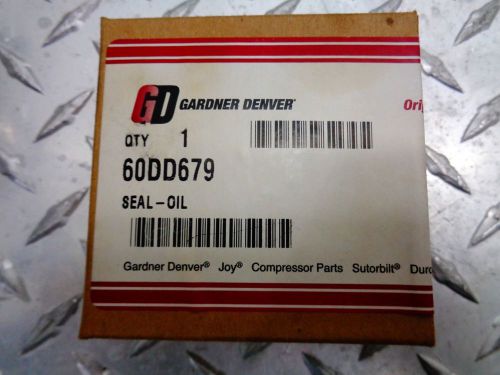 GD GARDNER DENVER®
Ori
QTY 1
60DD679
SEAL-OIL
Gardner Denver® Joy® Compressor Parts Sutorbilt® Duro